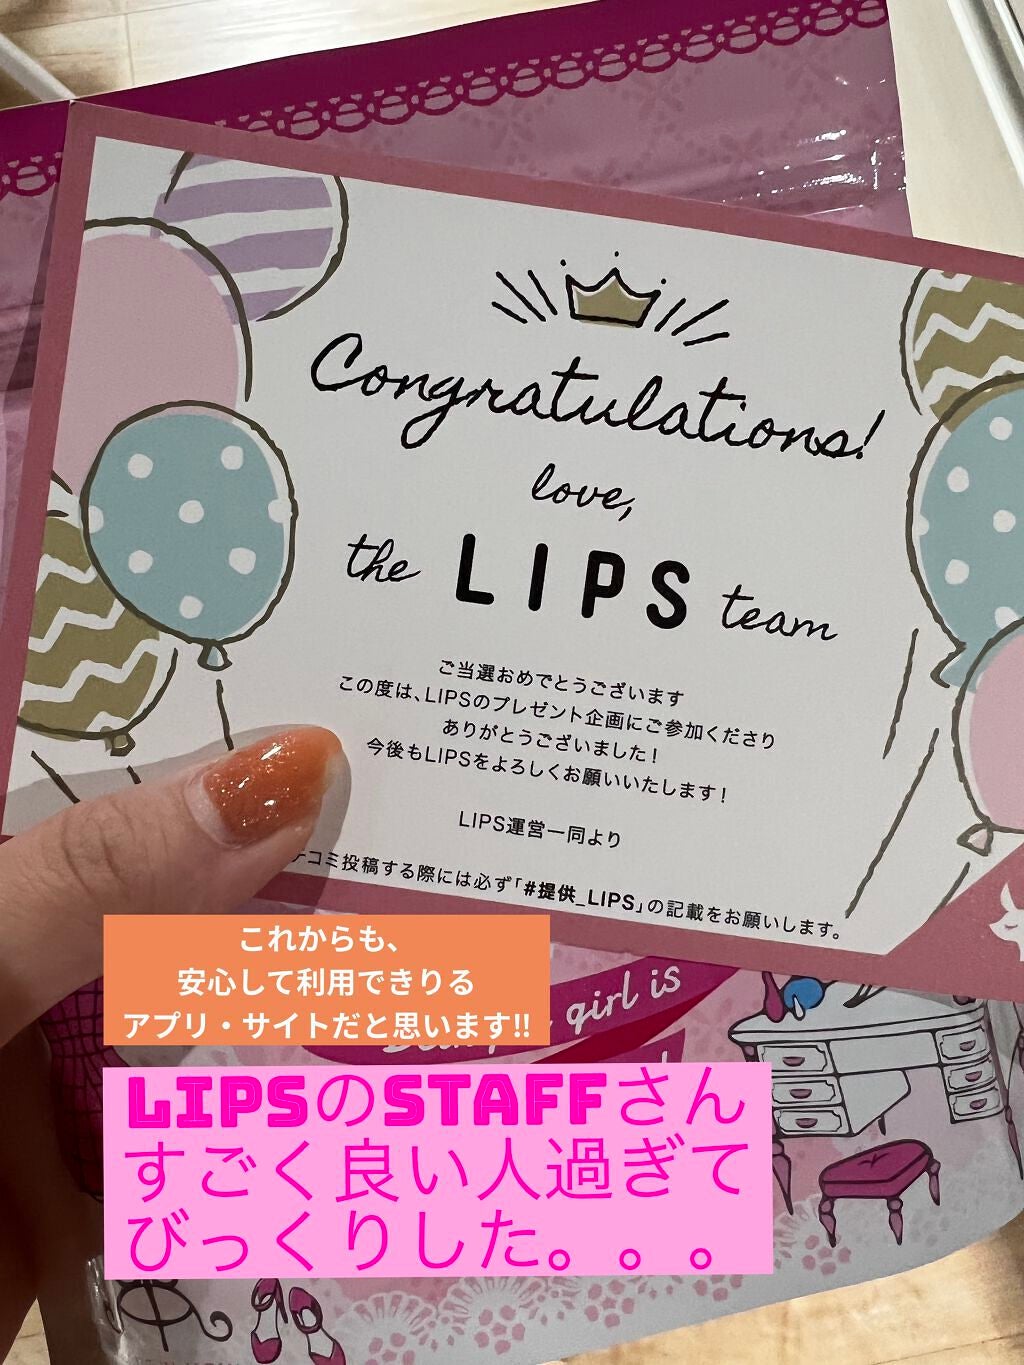 Congratulations!
love,
the LIPS team
ご当選おめでとうございます
この度は、LIPSのプレゼント企画にご参加くださり
ありがとうございました！
今後もLIPSをよろしくお願いいたします！
LIPS運営一同より
コミ投稿する際には必ず「#提供_LIPS」の記載をお願いします。
これからも、
安心して利用できりる
アプリ・サイトだと思います!!
girl is
LIPSのSTAFFさん
すごく良い人過ぎて
びっくりした。。。